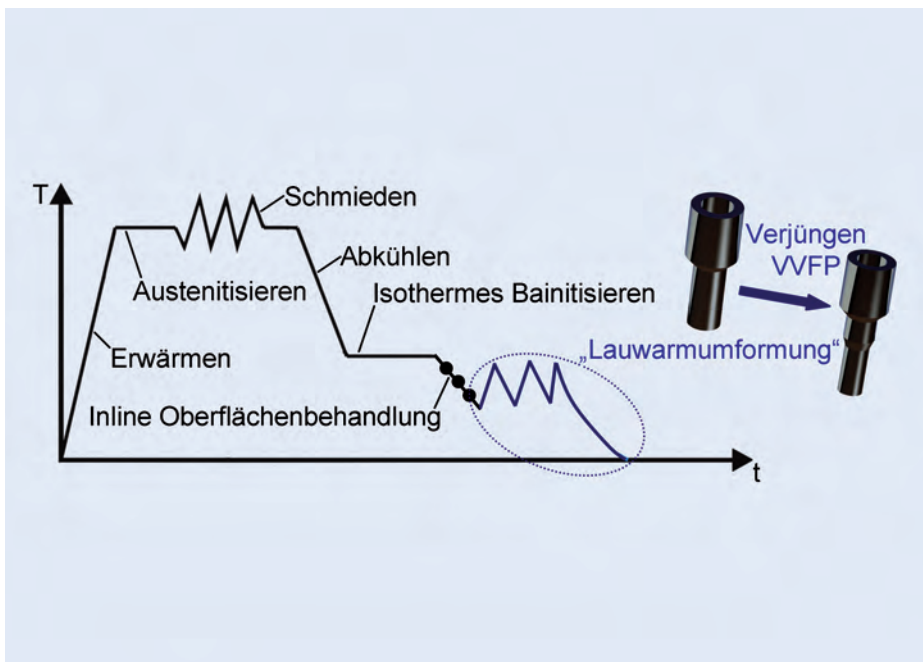 T
Schmieden
Abkühlen
Austenitisieren
Isothermes Bainitisieren
Erwärmen
Inline Oberflächenbehandlung
Verjüngen
VVFP
„Lauwarmumformung“
t